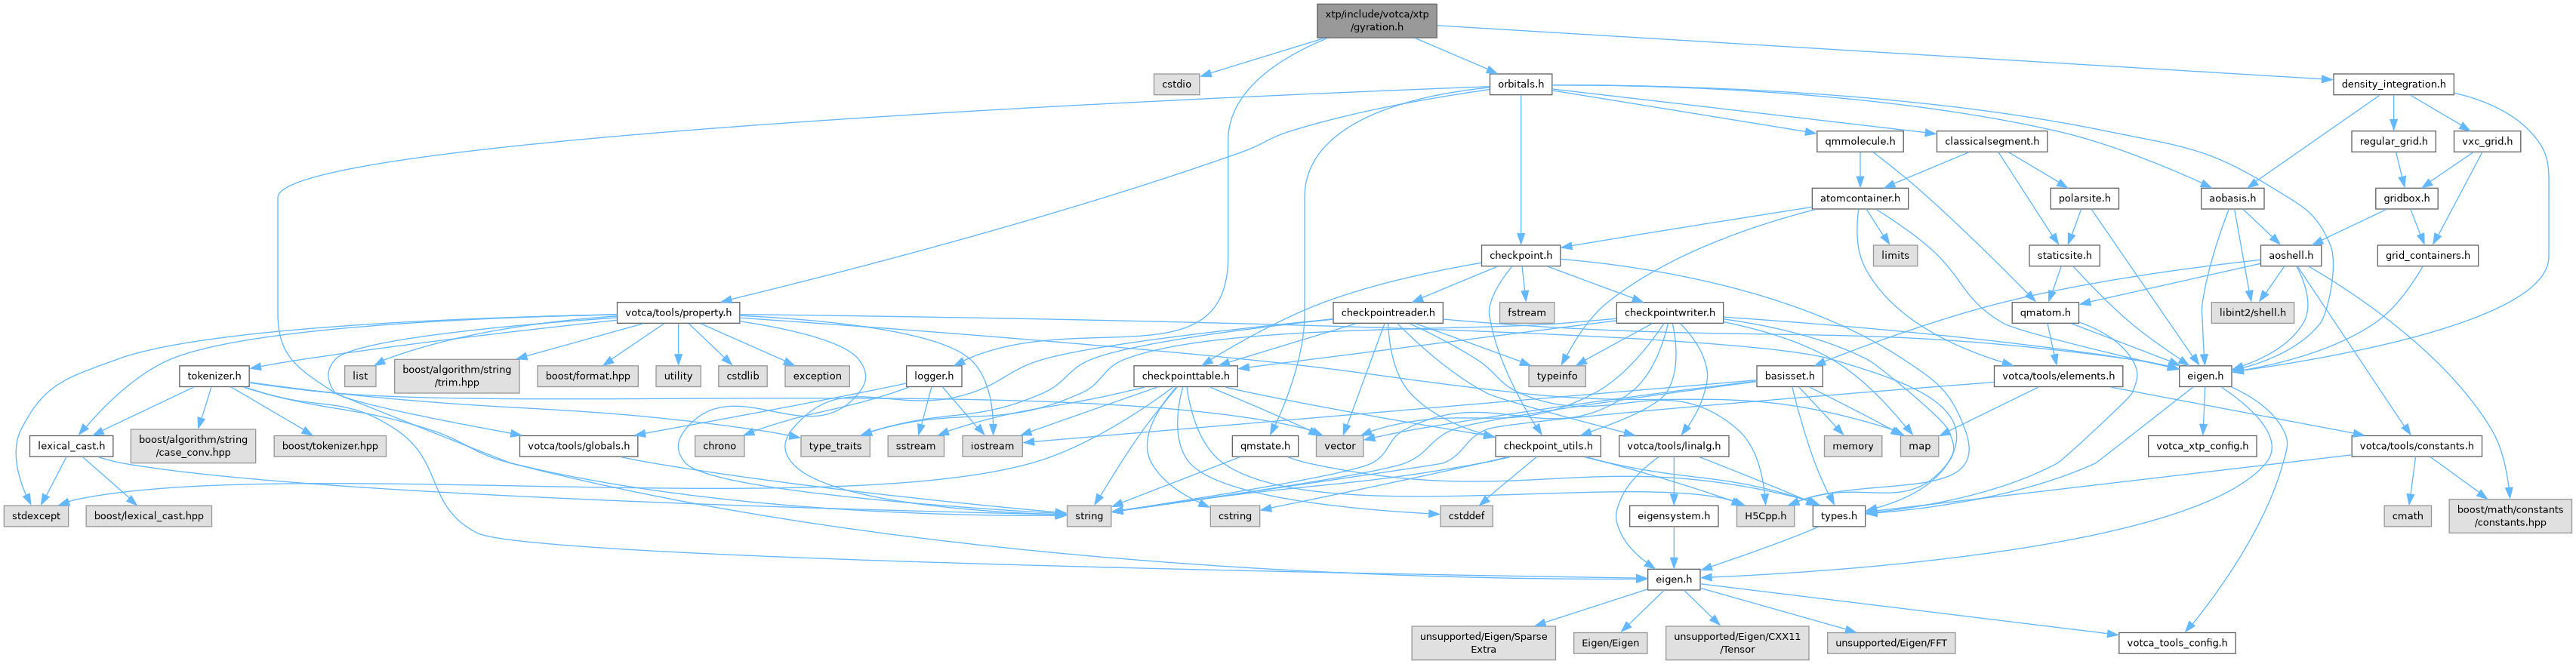 xtp/include/votca/xtp
/gyration.h
cstdio
orbitals.h
density_integration.h
qmmolecule.h
classicalsegment.h
regular_grid.h
vxc_grid.h
atomcontainer.h
polarsite.h
aobasis.h
gridbox.h
checkpoint.h
limits
staticsite.h
aoshell.h
grid_containers.h
votca/tools/property.h
checkpointreader.h
fstream
checkpointwriter.h
qmatom.h
libint2/shell.h
tokenizer.h
list
boost/algorithm/string
/trim.hpp
boost/format.hpp
utility
cstdlib
exception
logger.h
checkpointtable.h
typeinfo
basisset.h
votca/tools/elements.h
eigen.h
lexical_cast.h
boost/algorithm/string
/case_conv.hpp
boost/tokenizer.hpp
votca/tools/globals.h
chrono
type_traits
sstream
iostream
qmstate.h
vector
checkpoint_utils.h
votca/tools/linalg.h
memory
map
votca_xtp_config.h
votca/tools/constants.h
stdexcept
boost/lexical_cast.hpp
string
cstring
cstddef
eigensystem.h
H5Cpp.h
types.h
cmath
boost/math/constants
/constants.hpp
eigen.h
unsupported/Eigen/Sparse
Extra
Eigen/Eigen
unsupported/Eigen/CXX11
/Tensor
unsupported/Eigen/FFT
votca_tools_config.h